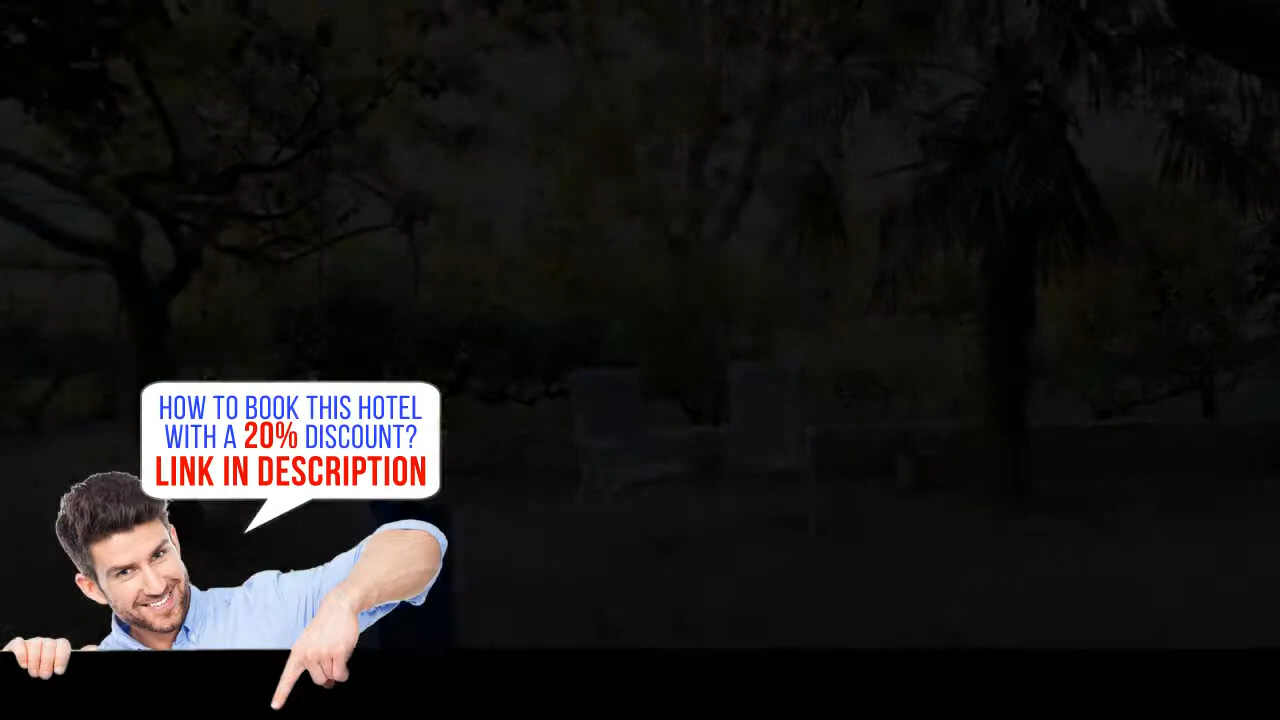 HOW TO BOOK THIS HOTEL
WITH A 20% DISCOUNT?
LINK IN DESCRIPTION